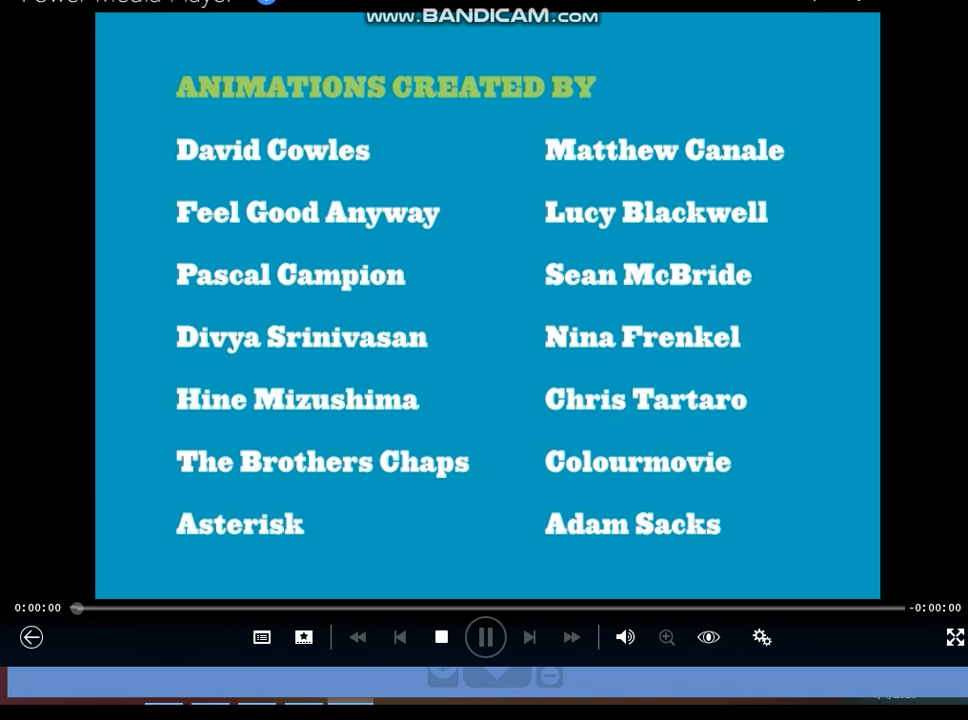 www.BANDICAM.com
ANIMATIONS CREATED BY
David Cowles
Matthew Canale
Feel Good Anyway
Lucy Blackwell
Pascal Campion
Sean McBride
Divya Srinivasan
Nina Frenkel
Hine Mizushima
Chris Tartaro
The Brothers Chaps
Colourmovie
Asterisk
Adam Sacks
0:00:00
-0:00:00